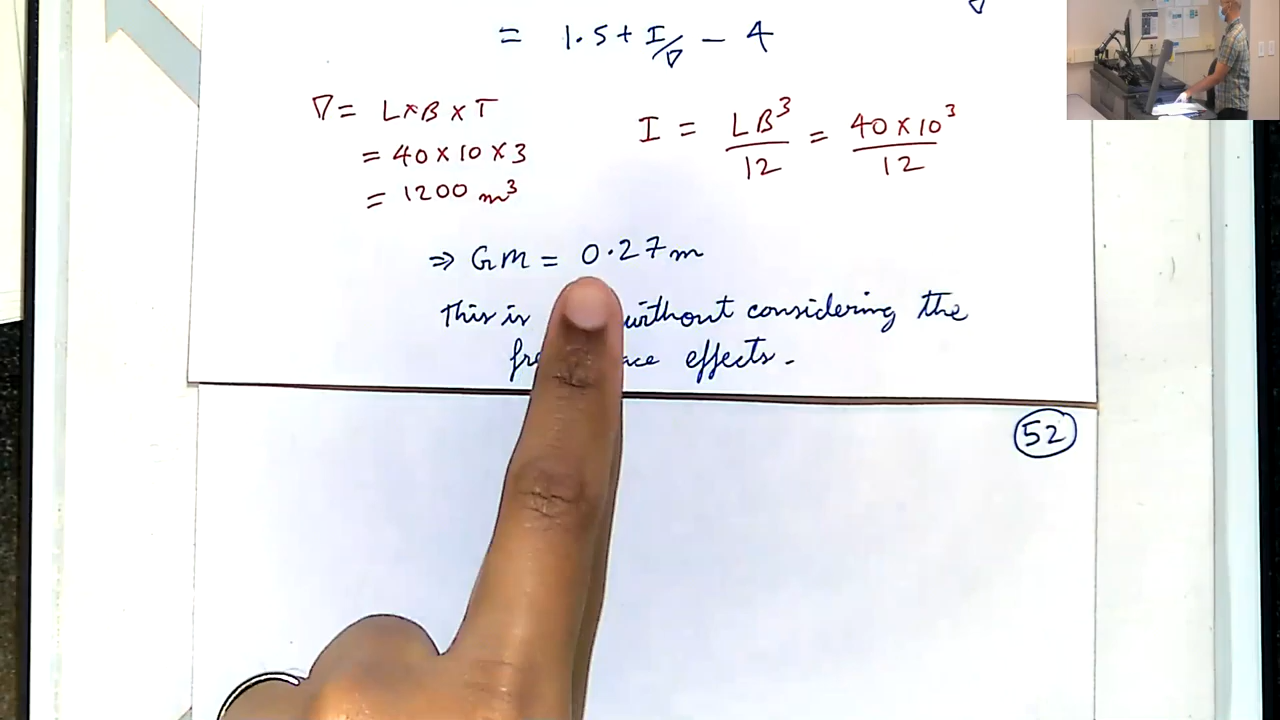 = 1.5 + I/∇ - 4
∇ = L×B×T
= 40×10×3
= 1200 m³
I = LB³/12 = 40×10³/12
⇒ GM = 0.27m
This is without considering the
effects.
52